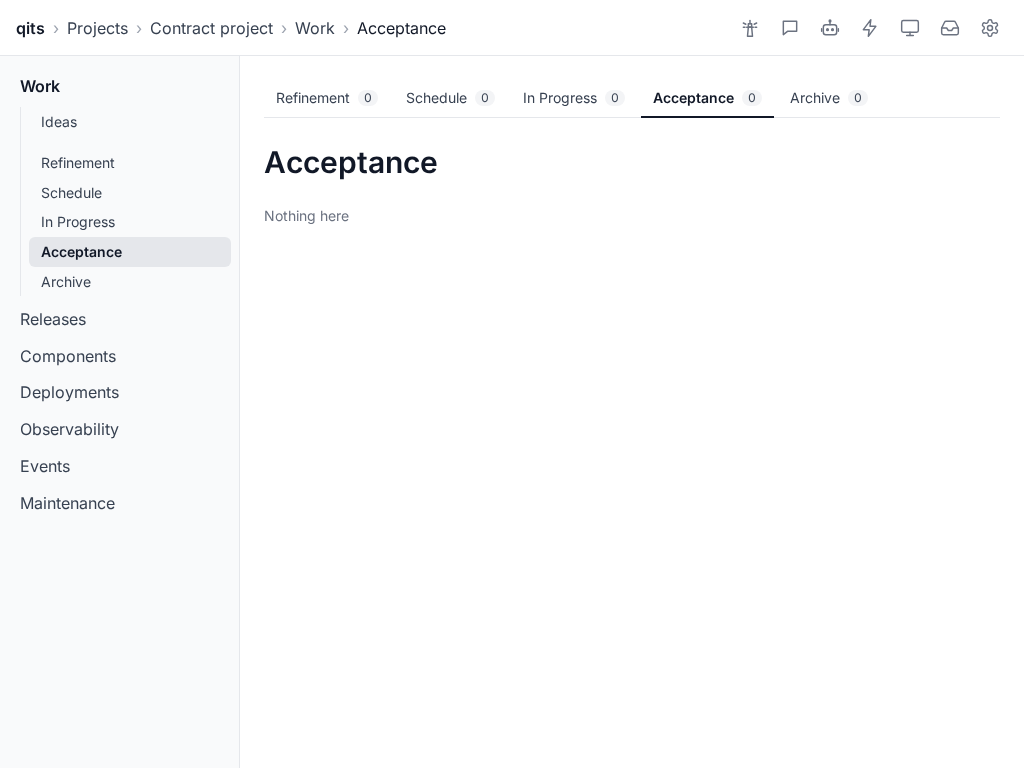 qits › Projects › Contract project › Work › Acceptance
Work
Ideas
Refinement
Schedule
In Progress
Acceptance
Archive
Releases
Components
Deployments
Observability
Events
Maintenance
Refinement 0 Schedule 0 In Progress 0 Acceptance 0 Archive 0
Acceptance
Nothing here